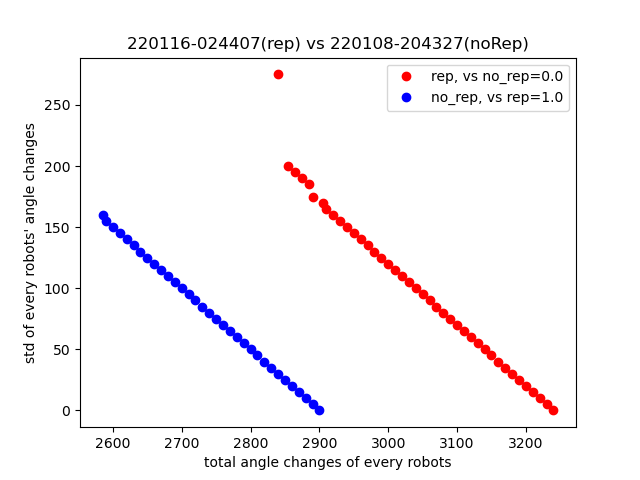 220116-024407(rep) vs 220108-204327(noRep)
rep, vs no_rep=0.0
no_rep, vs rep=1.0
std of every robots' angle changes
250
200
150
100
50
0
2600 2700 2800 2900 3000 3100 3200
total angle changes of every robots